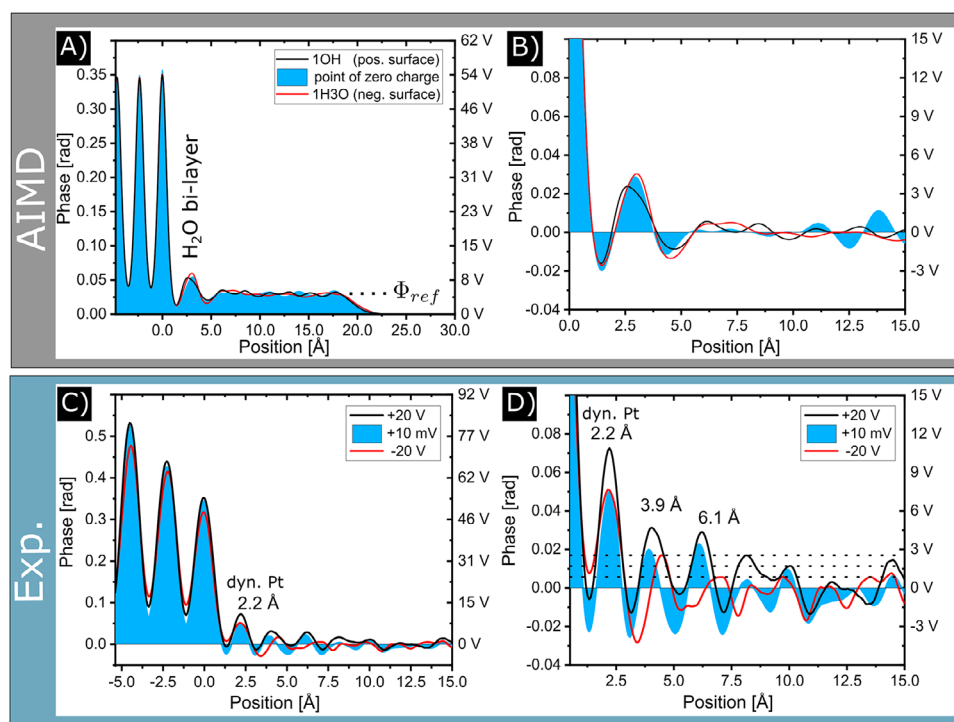 AIMD
A)
1OH (pos. surface)
point of zero charge
1H3O (neg. surface)
H2O bi-layer
Φref
Phase [rad]
0.35
0.30
0.25
0.20
0.15
0.10
0.05
0.00
62 V
54 V
45 V
38 V
31 V
23 V
15 V
8 V
0 V
0.0 5.0 10.0 15.0 20.0 25.0 30.0
Position [Å]
B)
Phase [rad]
0.10
0.08
0.06
0.04
0.02
0.00
-0.02
-0.04
15 V
12 V
9 V
6 V
3 V
0 V
-3 V
0.0 2.5 5.0 7.5 10.0 12.5 15.0
Position [Å]
Exp.
C)
+20 V
+10 mV
-20 V
dyn. Pt
2.2 Å
Phase [rad]
0.5
0.4
0.3
0.2
0.1
0.0
92 V
77 V
62 V
46 V
31 V
15 V
0 V
-5.0 -2.5 0.0 2.5 5.0 7.5 10.0 12.5 15.0
Position [Å]
D)
+20 V
+10 mV
-20 V
dyn. Pt
2.2 Å
3.9 Å
6.1 Å
Phase [rad]
0.10
0.08
0.06
0.04
0.02
0.00
-0.02
-0.04
15 V
12 V
9 V
6 V
3 V
0 V
-3 V
2.5 5.0 7.5 10.0 12.5 15.0
Position [Å]